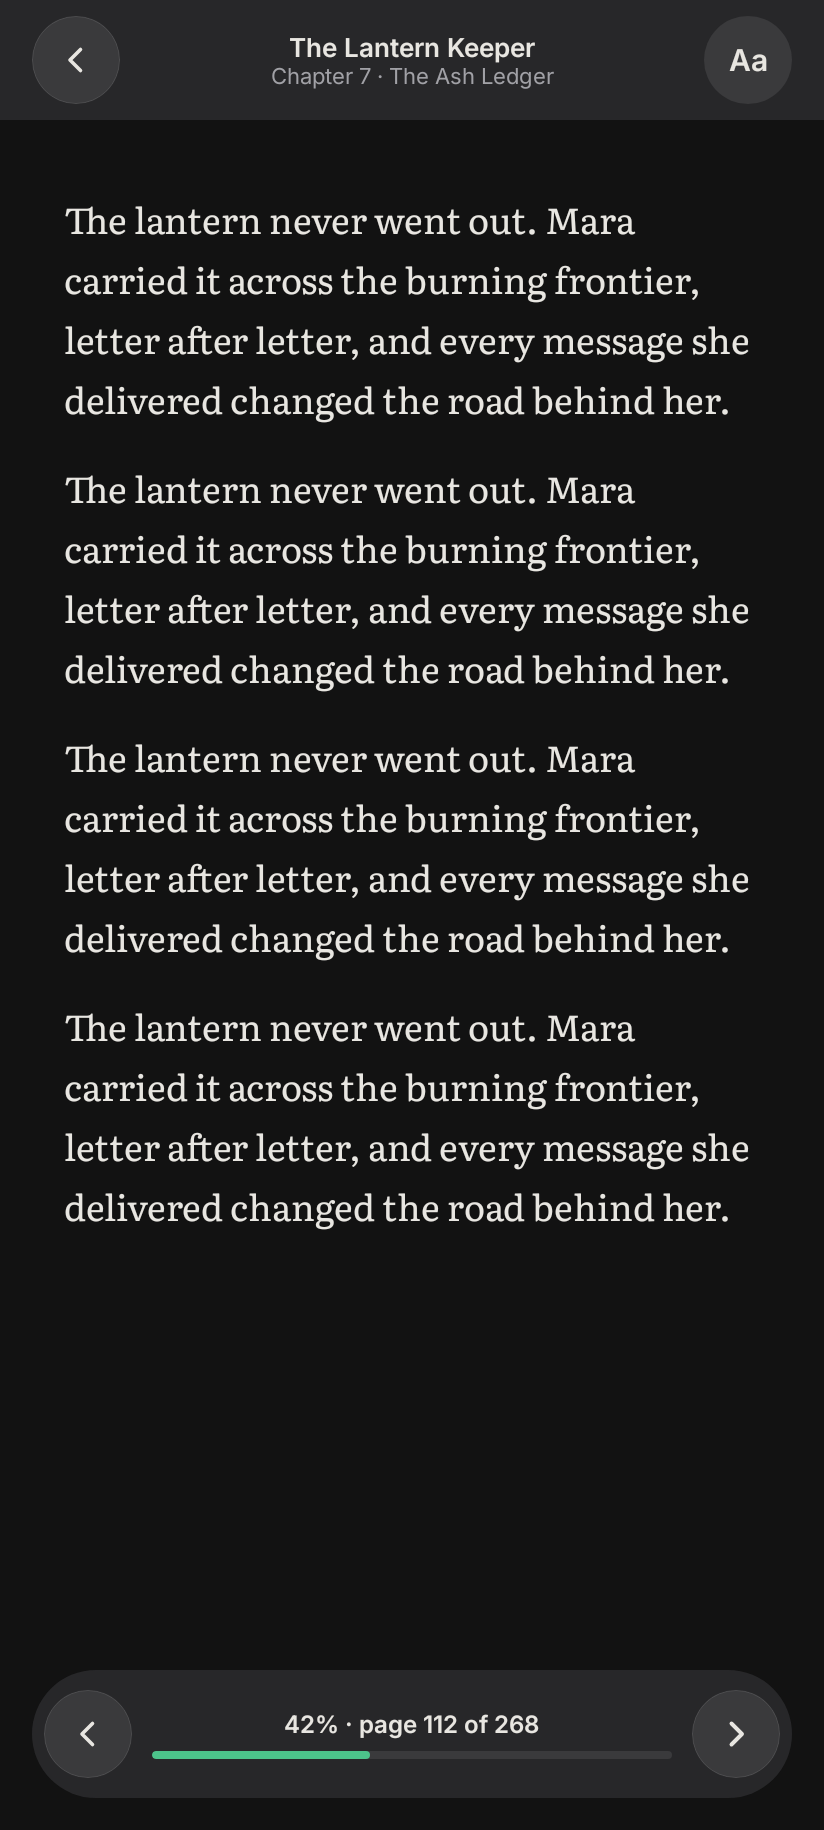 The Lantern Keeper
Chapter 7 · The Ash Ledger
Aa
The lantern never went out. Mara
carried it across the burning frontier,
letter after letter, and every message she
delivered changed the road behind her.
The lantern never went out. Mara
carried it across the burning frontier,
letter after letter, and every message she
delivered changed the road behind her.
The lantern never went out. Mara
carried it across the burning frontier,
letter after letter, and every message she
delivered changed the road behind her.
The lantern never went out. Mara
carried it across the burning frontier,
letter after letter, and every message she
delivered changed the road behind her.
42% · page 112 of 268